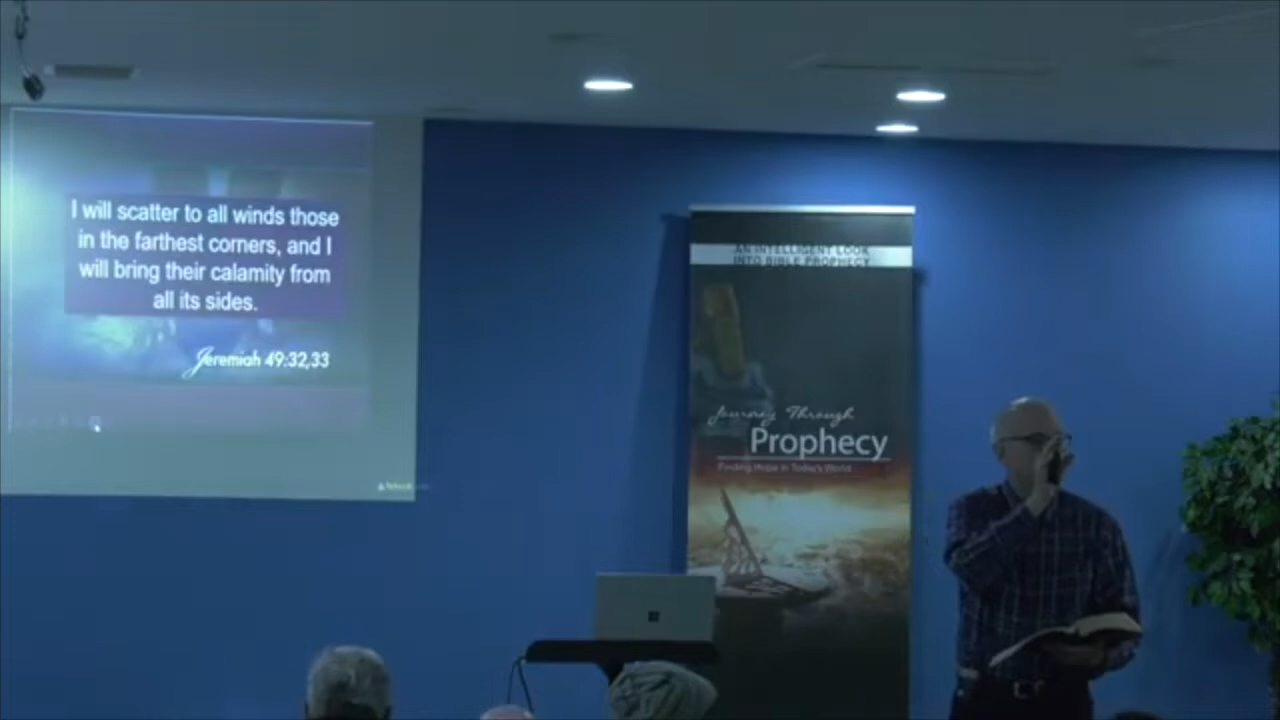 I will scatter to all winds those
in the farthest corners, and I
will bring their calamity from
all its sides.
Jeremiah 49:32,33
AN INTELLIGENT LOOK
INTO BIBLE PROPHECY
Journey Through
Prophecy
Finding Hope in Today's World